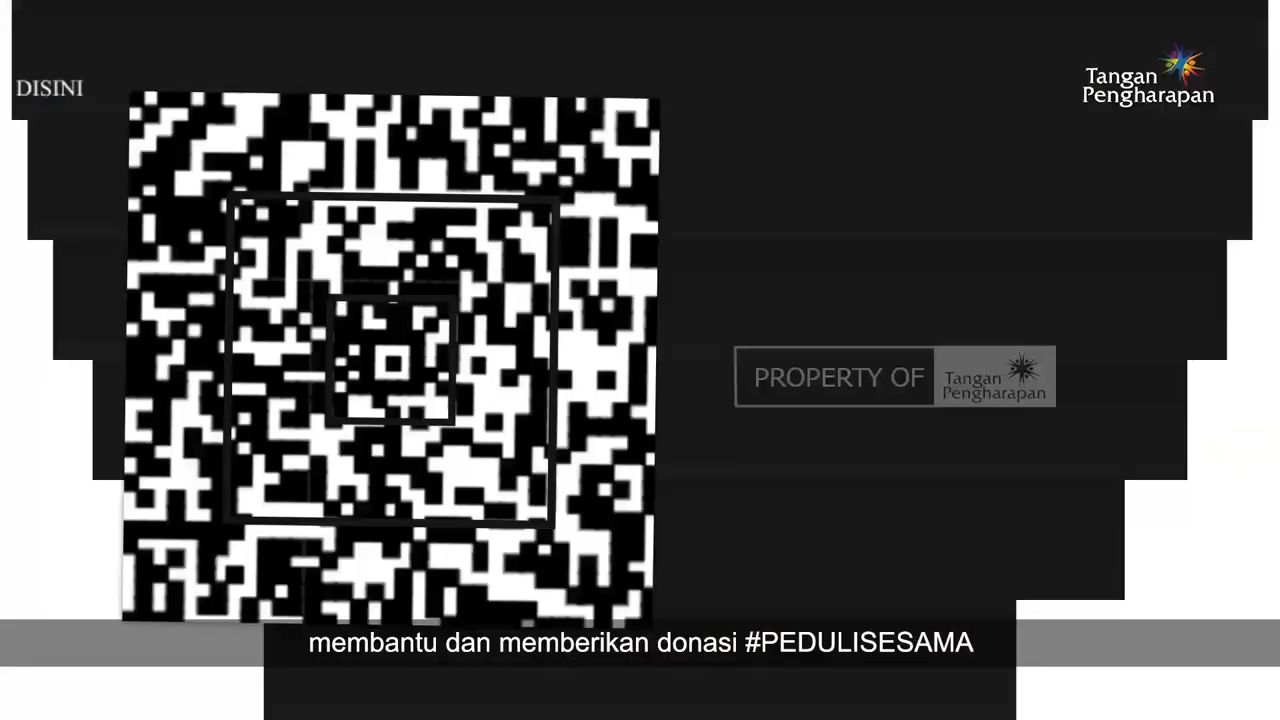 DISINI
Tangan
Pengharapan
PROPERTY OF
Tangan
Pengharapan
membantu dan memberikan donasi #PEDULISESAMA